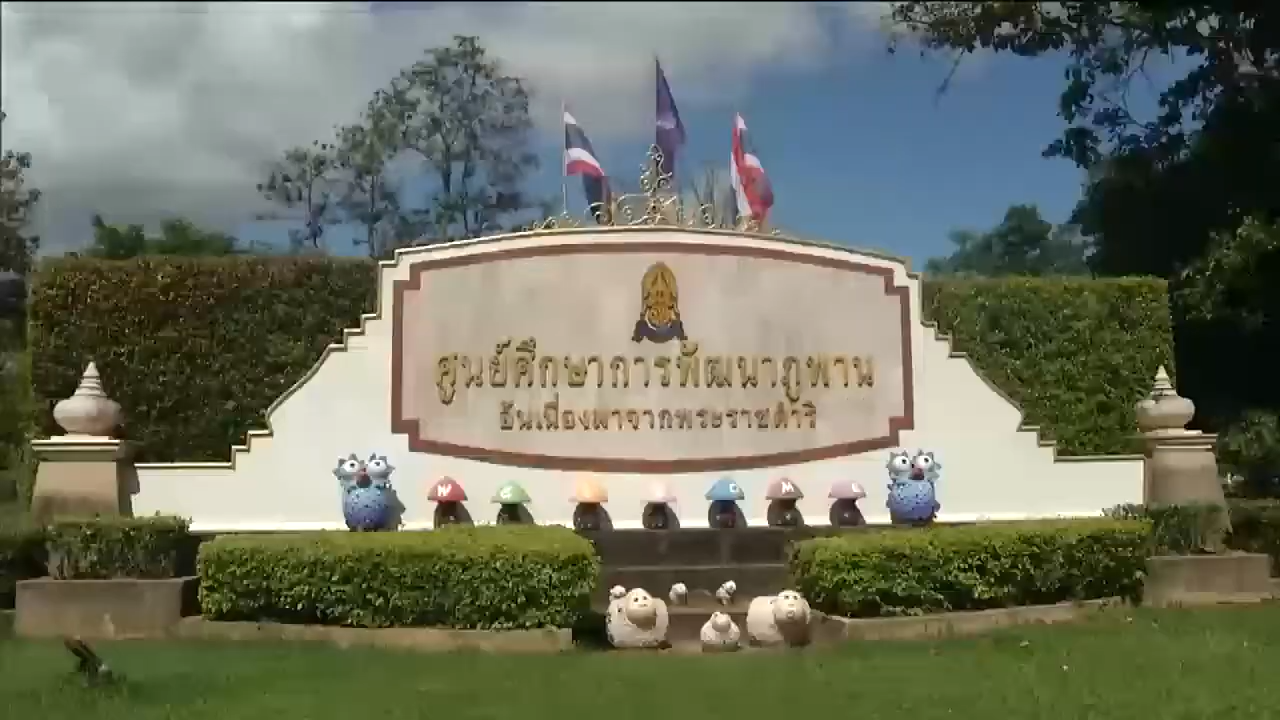 ศูนย์ศึกษาการพัฒนาภูพาน
อันเนื่องมาจากพระราชดำริ